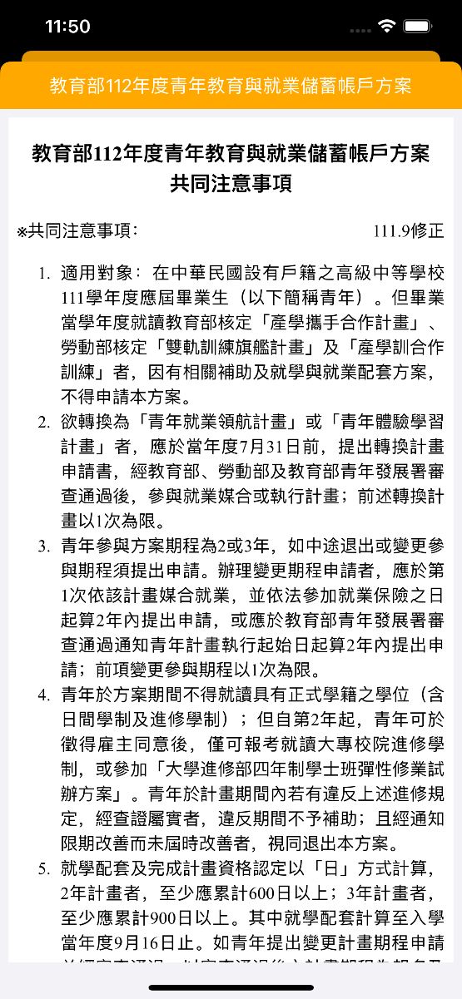 11:50
教育部112年度青年教育與就業儲蓄帳戶方案
教育部112年度青年教育與就業儲蓄帳戶方案
共同注意事項
※共同注意事項： 111.9修正
1. 適用對象：在中華民國設有戶籍之高級中等學校
111學年度應屆畢業生（以下簡稱青年）。但畢業
當學年度就讀教育部核定「產學攜手合作計畫」、
勞動部核定「雙軌訓練旗艦計畫」及「產學訓合作
訓練」者，因有相關補助及就學與就業配套方案，
不得申請本方案。
2. 欲轉換為「青年就業領航計畫」或「青年體驗學習
計畫」者，應於當年度7月31日前，提出轉換計畫
申請書，經教育部、勞動部及教育部青年發展署審
查通過後，參與就業媒合或執行計畫；前述轉換計
畫以1次為限。
3. 青年參與方案期程為2或3年，如中途退出或變更參
與期程須提出申請。辦理變更期程申請者，應於第
1次依該計畫媒合就業，並依法參加就業保險之日
起算2年內提出申請，或應於教育部青年發展署審
查通過通知青年計畫執行起始日起算2年內提出申
請；前項變更參與期程以1次為限。
4. 青年於方案期間不得就讀具有正式學籍之學位（含
日間學制及進修學制）；但自第2年起，青年可於
徵得雇主同意後，僅可報考就讀大專校院進修學
制，或參加「大學進修部四年制學士班彈性修業試
辦方案」。青年於計畫期間內若有違反上述進修規
定，經查證屬實者，違反期間不予補助；且經通知
限期改善而未屆時改善者，視同退出本方案。
5. 就學配套及完成計畫資格認定以「日」方式計算，
2年計畫者，至少應累計600日以上；3年計畫者，
至少應累計900日以上。其中就學配套計算至入學
當年度9月16日止。如青年提出變更計畫期程申請